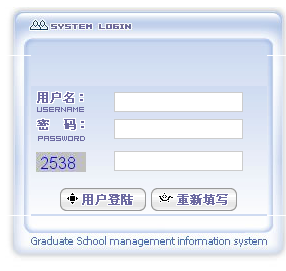 SYSTEM LOGIN
用户名：
USERNAME
密 码：
PASSWORD
2538
用户登陆 重新填写
Graduate School management information system